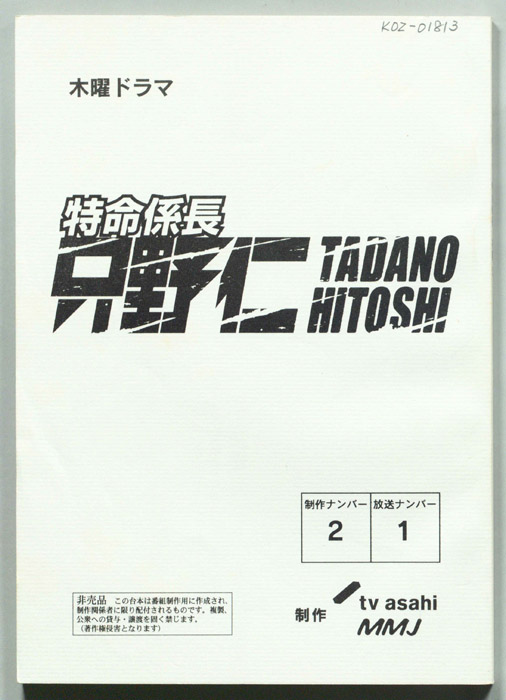 KOZ-01813
木曜ドラマ
特命係長
只野仁
TADANO
HITOSHI
制作ナンバー 放送ナンバー
2 1
非売品 この台本は番組制作用に作成され、
制作関係者に限り配付されるものです。複製、
公衆への貸与・譲渡を固く禁じます。
(著作権侵害となります)
制作 tv asahi
MMJ